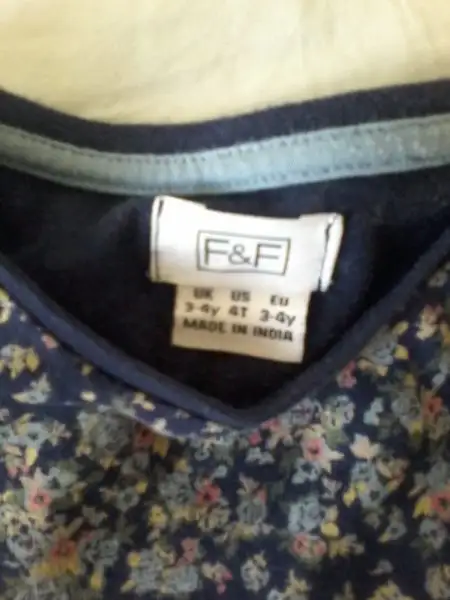 F&F
UK US EU
3-4y 4T 3-4y
MADE IN INDIA